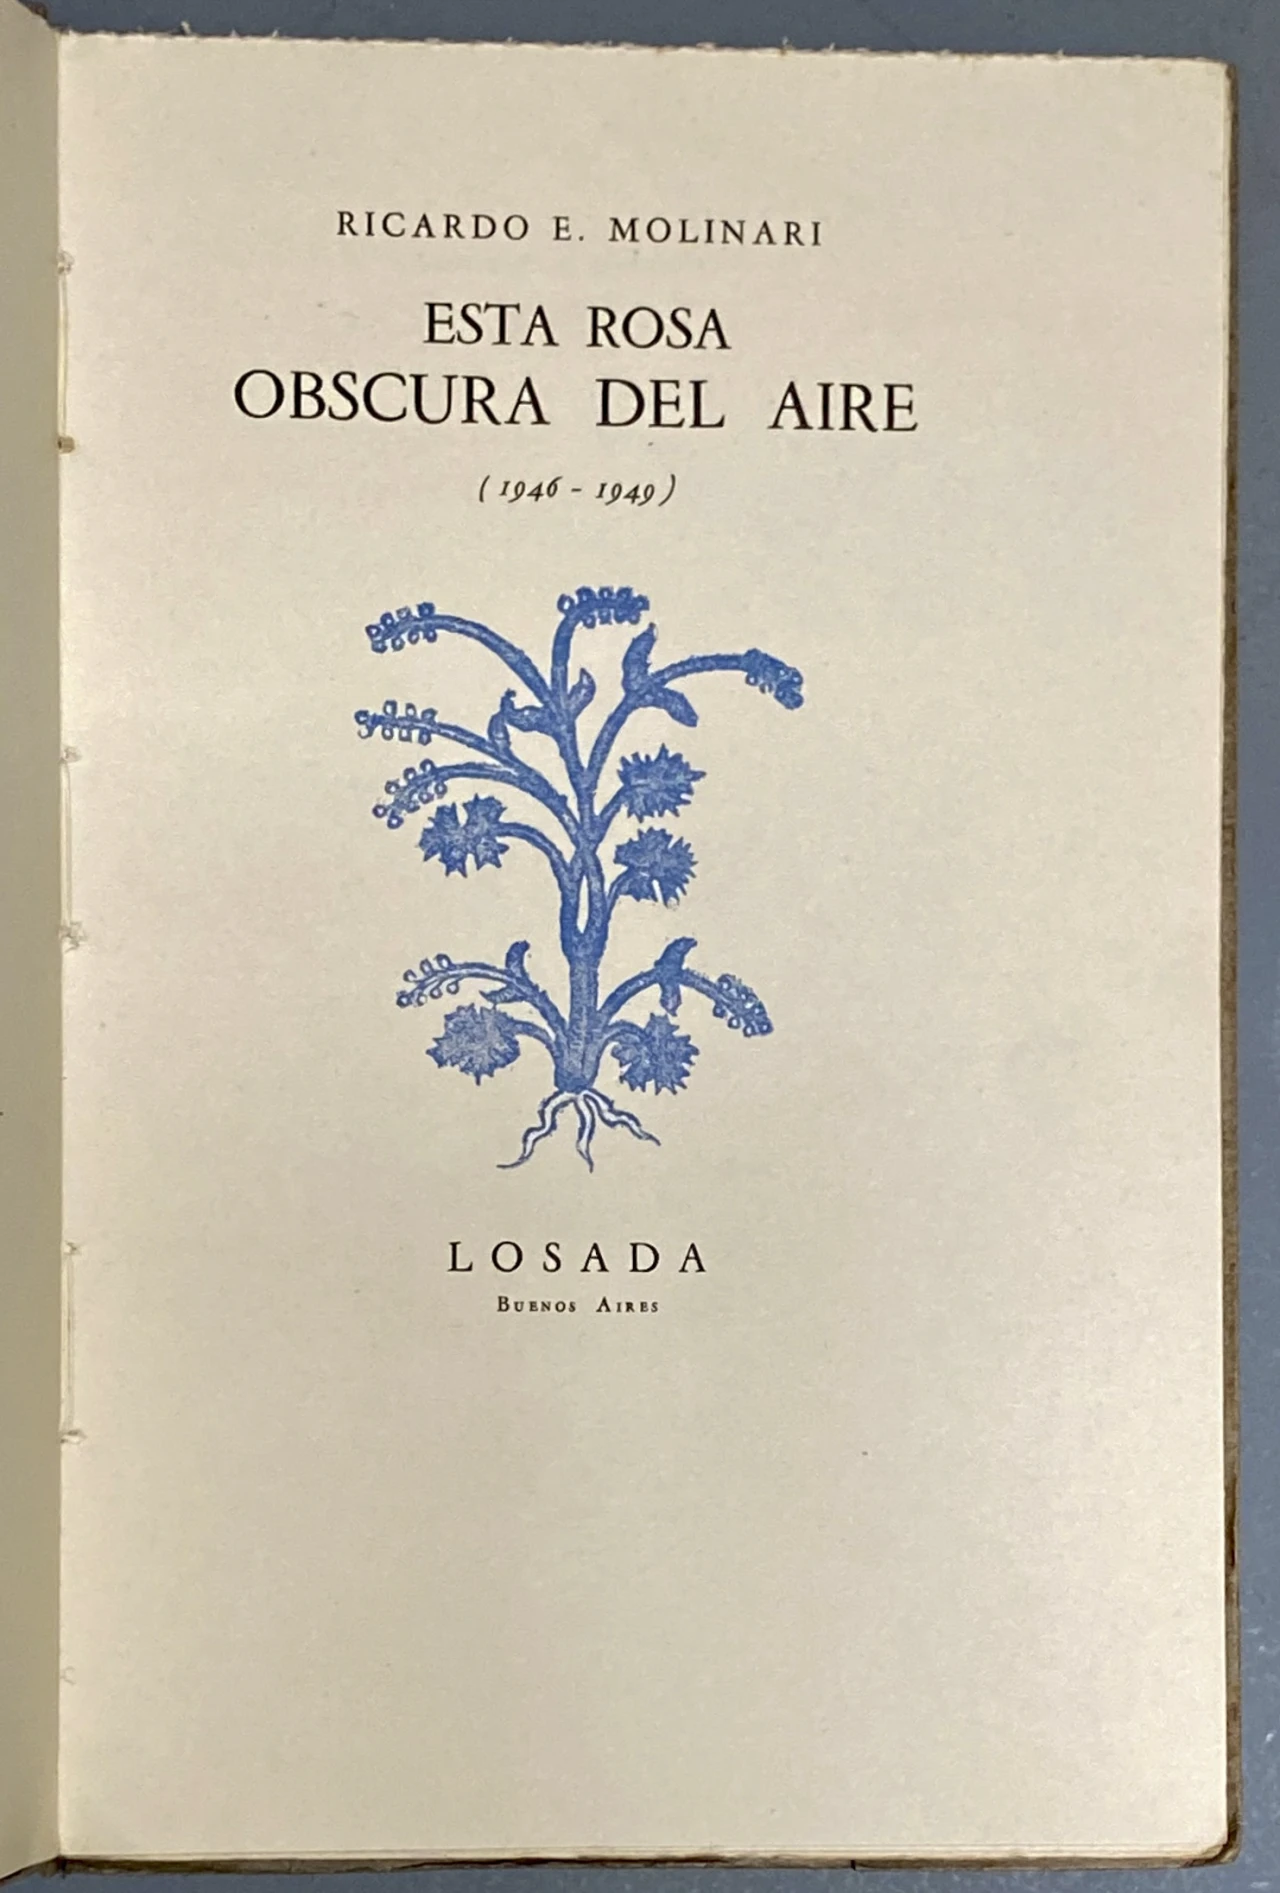 RICARDO E. MOLINARI
ESTA ROSA
OBSCURA DEL AIRE
(1946 - 1949)
LOSADA
BUENOS AIRES